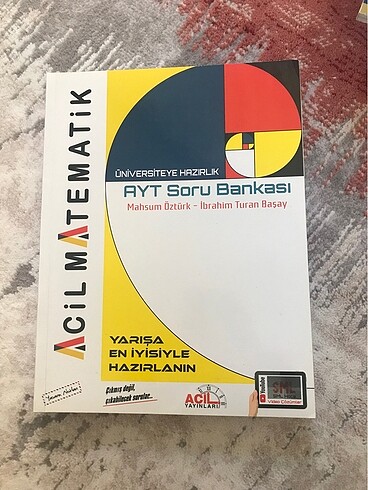 ACİL MATEMATİK
ÜNİVERSİTEYE HAZIRLIK
AYT Soru Bankası
Mahsum Öztürk - İbrahim Turan Başay
YARIŞA
EN İYİSİYLE
HAZIRLANIN
Çıkmış değil,
çıkabilecek sorular...
ACİL
YAYINLARI
Video Çözümler